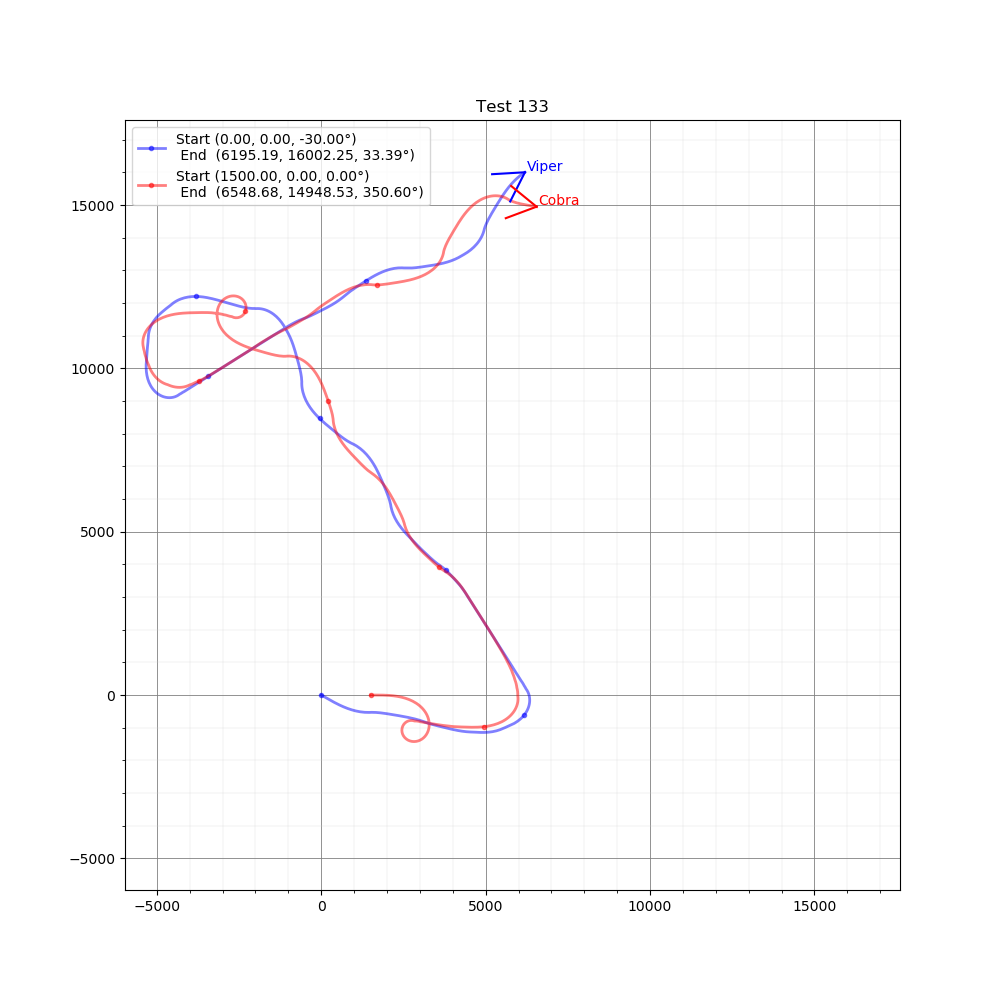 Test 133
Start (0.00, 0.00, -30.00°)
End  (6195.19, 16002.25, 33.39°)
Start (1500.00, 0.00, 0.00°)
End  (6548.68, 14948.53, 350.60°)
Viper
Cobra
15000
10000
5000
0
−5000
−5000
0
5000
10000
15000